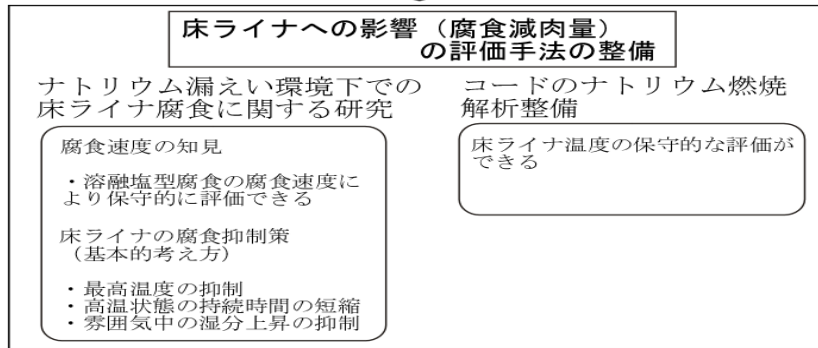 床ライナへの影響（腐食減肉量）
の評価手法の整備
ナトリウム漏えい環境下での
床ライナ腐食に関する研究
腐食速度の知見
・溶融塩型腐食の腐食速度に
より保守的に評価できる
床ライナの腐食抑制策
（基本的考え方）
・最高温度の抑制
・高温状態の持続時間の短縮
・雰囲気中の湿分上昇の抑制
コードのナトリウム燃焼
解析整備
床ライナ温度の保守的な評価が
できる